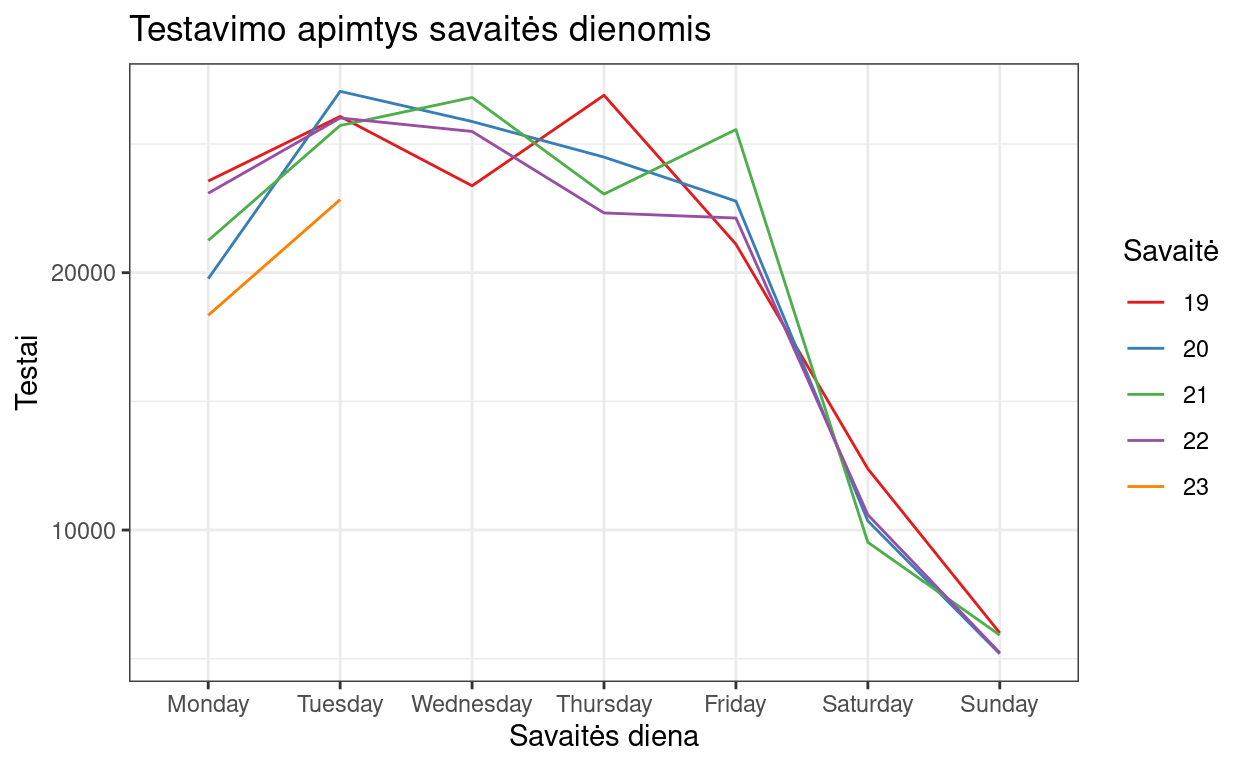 Testavimo apimtys savaitės dienomis
Testai
20000
10000
Monday Tuesday Wednesday Thursday Friday Saturday Sunday
Savaitės diena
Savaitė
19
20
21
22
23